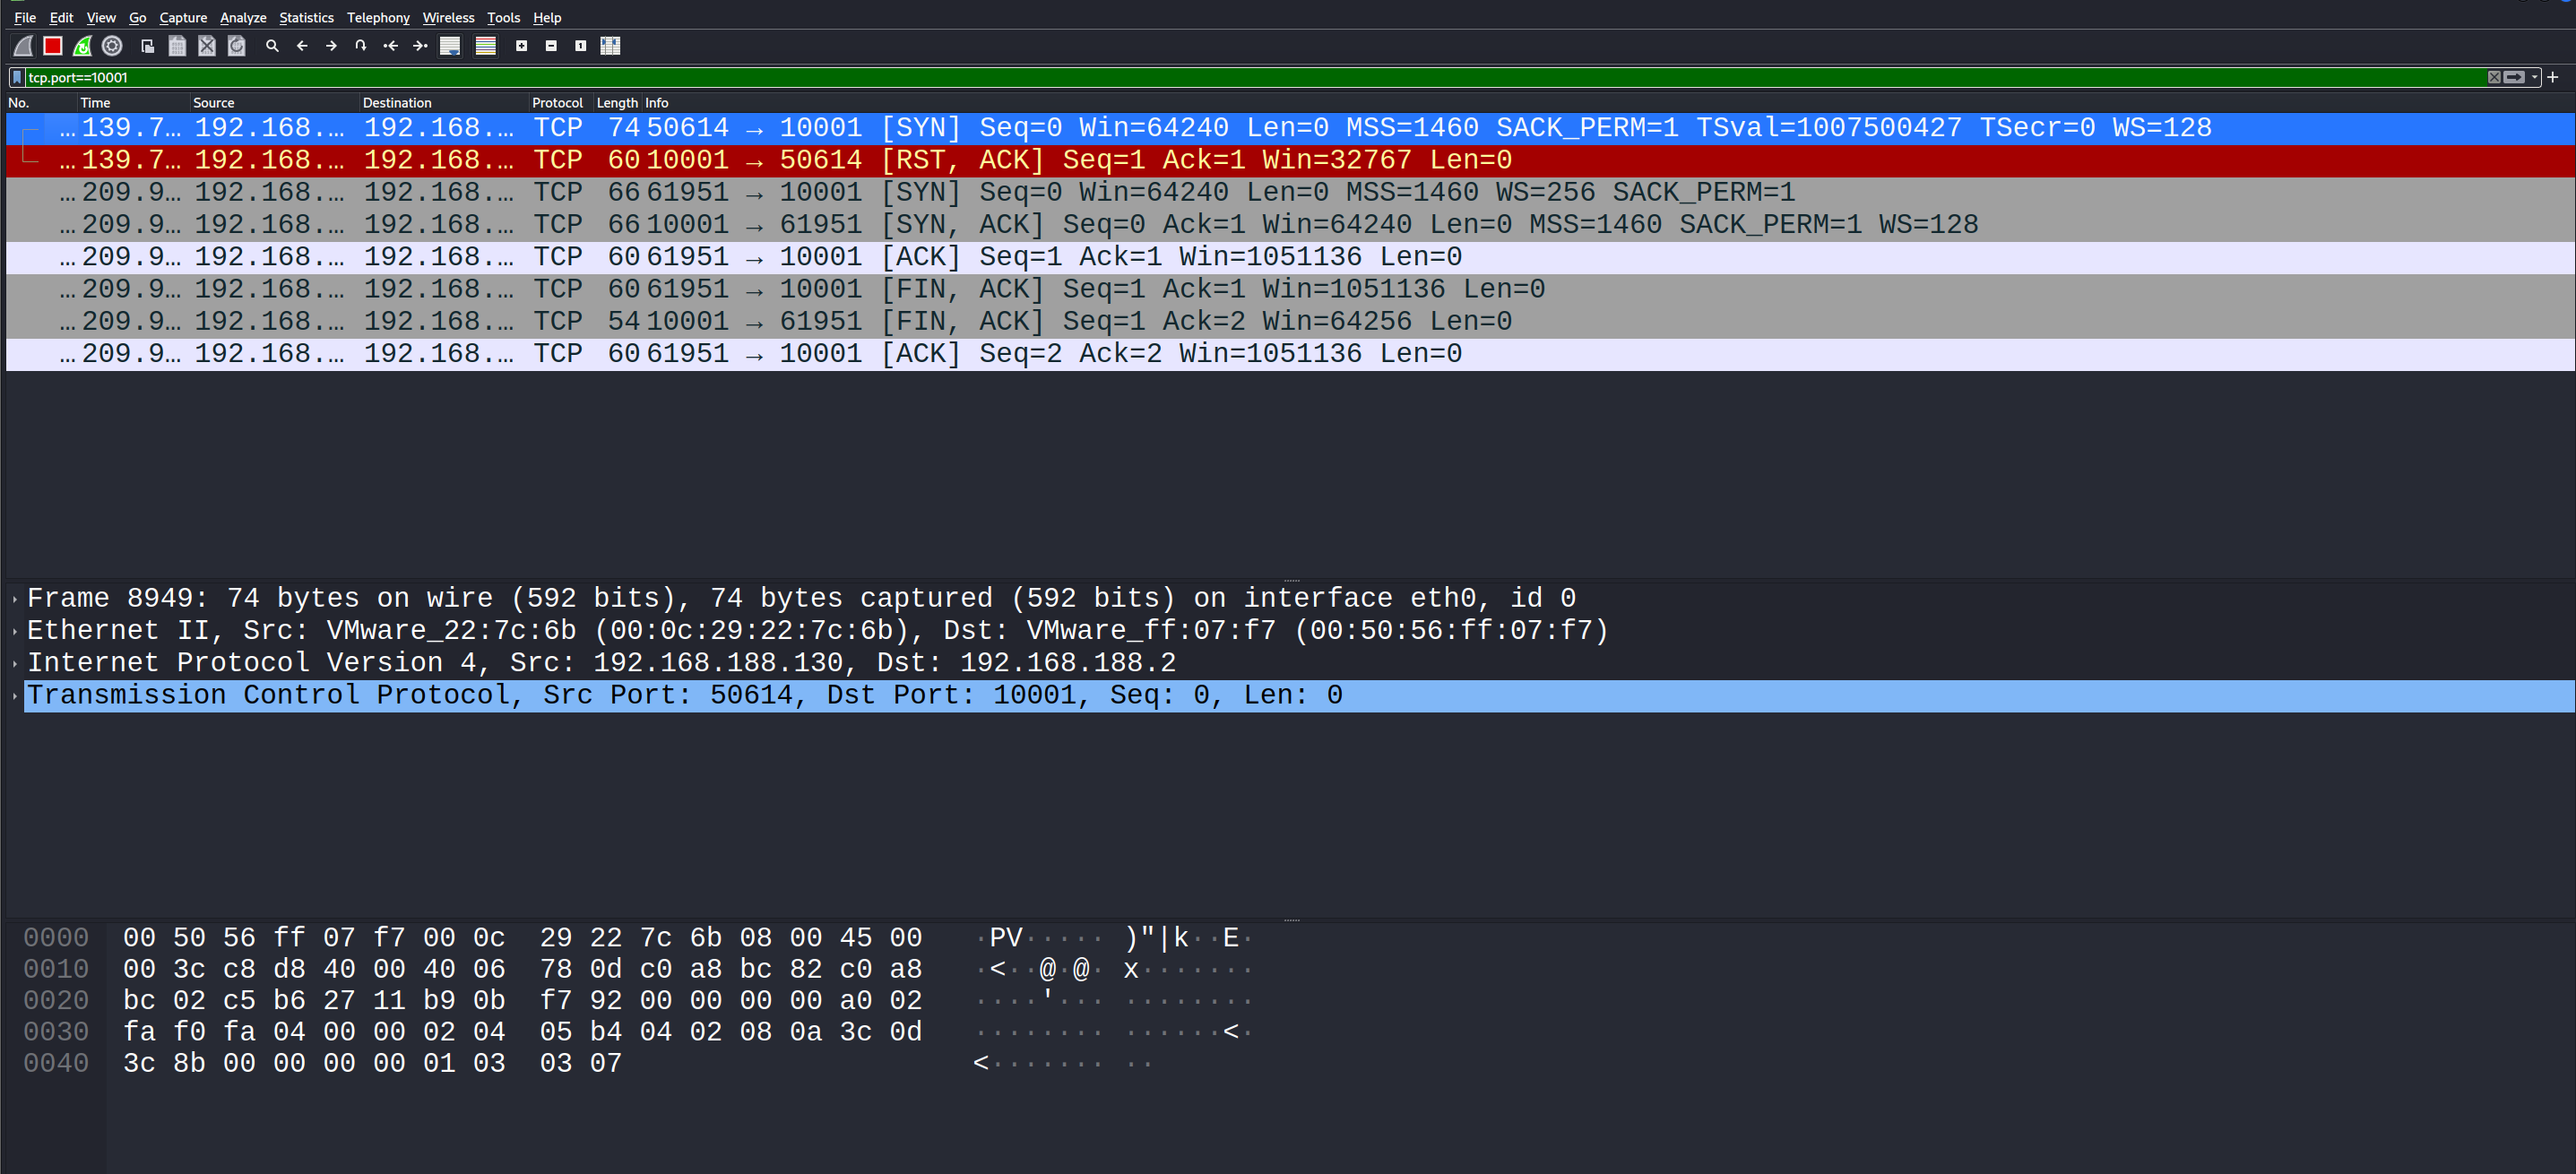 File Edit View Go Capture Analyze Statistics Telephony Wireless Tools Help
tcp.port==10001
No. Time Source Destination Protocol Length Info
... 139.7... 192.168.... 192.168.... TCP 74 50614 → 10001 [SYN] Seq=0 Win=64240 Len=0 MSS=1460 SACK_PERM=1 TSval=1007500427 TSecr=0 WS=128
... 139.7... 192.168.... 192.168.... TCP 60 10001 → 50614 [RST, ACK] Seq=1 Ack=1 Win=32767 Len=0
... 209.9... 192.168.... 192.168.... TCP 66 61951 → 10001 [SYN] Seq=0 Win=64240 Len=0 MSS=1460 WS=256 SACK_PERM=1
... 209.9... 192.168.... 192.168.... TCP 66 10001 → 61951 [SYN, ACK] Seq=0 Ack=1 Win=64240 Len=0 MSS=1460 SACK_PERM=1 WS=128
... 209.9... 192.168.... 192.168.... TCP 60 61951 → 10001 [ACK] Seq=1 Ack=1 Win=1051136 Len=0
... 209.9... 192.168.... 192.168.... TCP 60 61951 → 10001 [FIN, ACK] Seq=1 Ack=1 Win=1051136 Len=0
... 209.9... 192.168.... 192.168.... TCP 54 10001 → 61951 [FIN, ACK] Seq=1 Ack=2 Win=64256 Len=0
... 209.9... 192.168.... 192.168.... TCP 60 61951 → 10001 [ACK] Seq=2 Ack=2 Win=1051136 Len=0
Frame 8949: 74 bytes on wire (592 bits), 74 bytes captured (592 bits) on interface eth0, id 0
Ethernet II, Src: VMware_22:7c:6b (00:0c:29:22:7c:6b), Dst: VMware_ff:07:f7 (00:50:56:ff:07:f7)
Internet Protocol Version 4, Src: 192.168.188.130, Dst: 192.168.188.2
Transmission Control Protocol, Src Port: 50614, Dst Port: 10001, Seq: 0, Len: 0
0000 00 50 56 ff 07 f7 00 0c 29 22 7c 6b 08 00 45 00 ·PV····· )"|k··E·
0010 00 3c c8 d8 40 00 40 06 78 0d c0 a8 bc 82 c0 a8 ·<··@·@· x·······
0020 bc 02 c5 b6 27 11 b9 0b f7 92 00 00 00 00 a0 02 ····'··· ········
0030 fa f0 fa 04 00 00 02 04 05 b4 04 02 08 0a 3c 0d ········ ······<·
0040 3c 8b 00 00 00 00 01 03 03 07 <······· ··